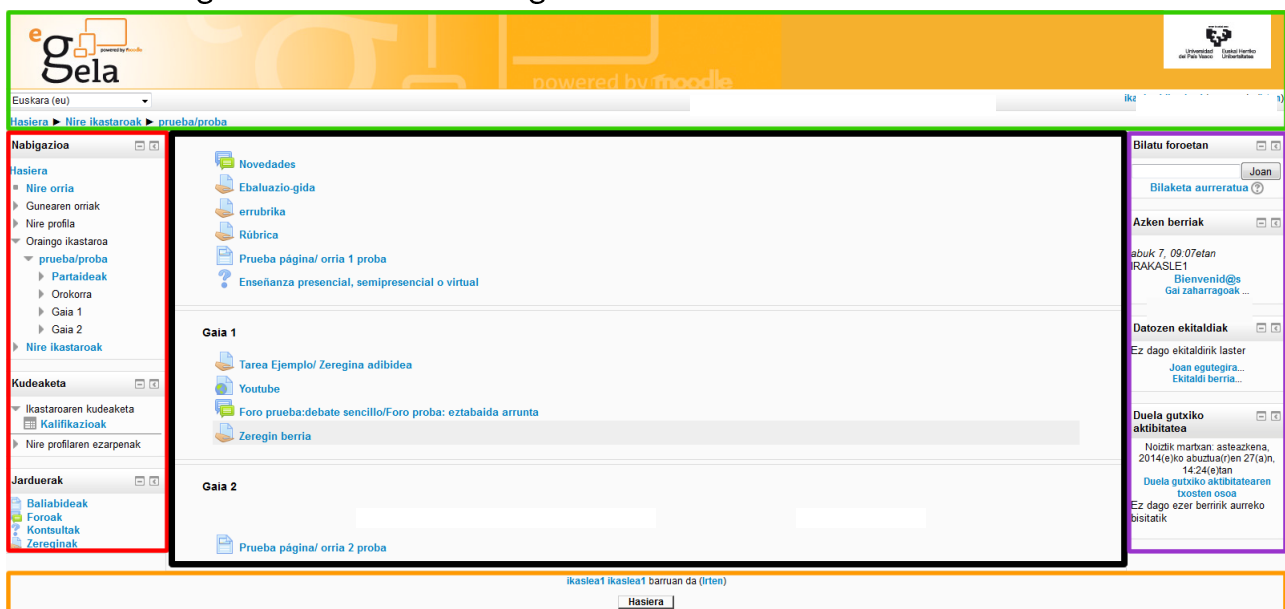 eGela
powered by moodle
powered by moodle
Universidad del País Vasco
Euskal Herriko Unibertsitatea
Euskara (eu)
Hasiera ► Nire ikastaroak ► prueba/proba
Nabigazioa
Hasiera
Nire orria
Gunearen orriak
Nire profila
Oraingo ikastaroa
prueba/proba
Partaideak
Orokorra
Gaia 1
Gaia 2
Nire ikastaroak
Kudeaketa
Ikastaroaren kudeaketa
Kalifikazioak
Nire profilaren ezarpenak
Jarduerak
Baliabideak
Foroak
Kontsultak
Zereginak
Novedades
Ebaluazio-gida
errubrika
Rúbrica
Prueba página/ orria 1 proba
Enseñanza presencial, semipresencial o virtual
Gaia 1
Tarea Ejemplo/ Zeregina adibidea
Youtube
Foro prueba:debate sencillo/Foro proba: eztabaida arrunta
Zeregin berria
Gaia 2
Prueba página/ orria 2 proba
Bilatu foroetan
Joan
Bilaketa aurreratua
Azken berriak
abuk 7, 09:07etan
IRAKASLE1
Bienvenid@s
Gai zaharragoak ...
Datozen ekitaldiak
Ez dago ekitaldirik laster
Joan egutegira...
Ekitaldi berria...
Duela gutxiko
aktibitatea
Noiztik martxan: asteazkena,
2014(e)ko abuztua(r)en 27(a)n,
14:24(e)tan
Duela gutxiko aktibitatearen
txosten osoa
Ez dago ezer berririk aurreko
bisitatik
ikaslea1 ikaslea1 barruan da (Irten)
Hasiera